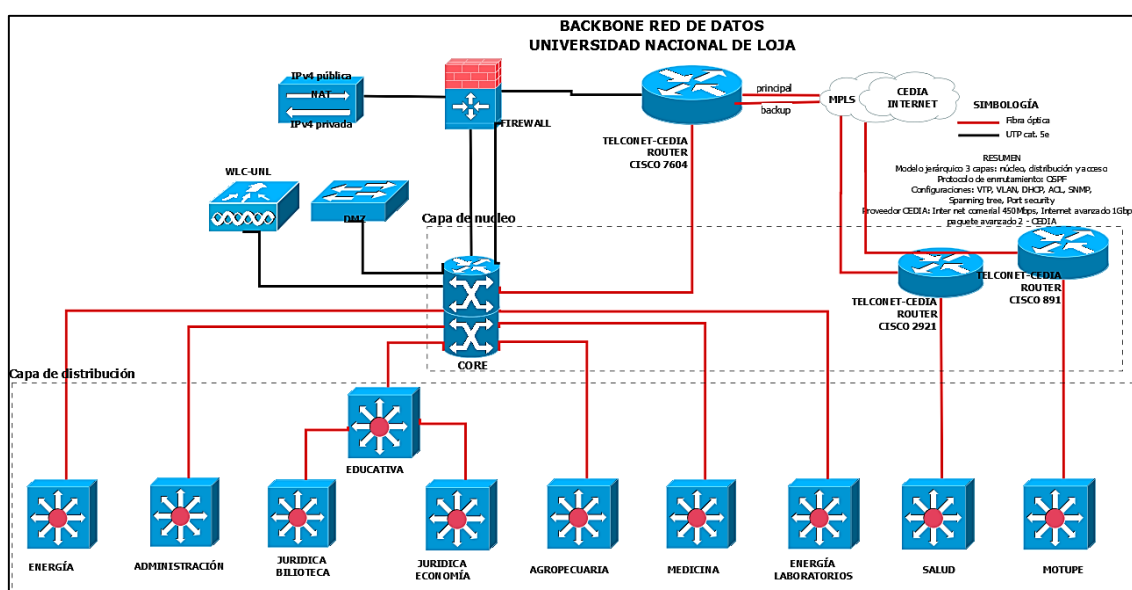 BACKBONE RED DE DATOS
UNIVERSIDAD NACIONAL DE LOJA
IPv4 pública
NAT
IPv4 privada
FIREWALL
principal
backup
MPLS
CEDIA
INTERNET
SIMBOLOGÍA
Fibra óptica
UTP cat. 5e
TELCONET-CEDIA
ROUTER
CISCO 7604
RESUMEN
Modelo jerárquico 3 capas: núcleo, distribución y acceso
Protocolo de enrutamiento: OSPF
Configuraciones: VTP, VLAN, DHCP, ACL, SNMP,
Spanning tree, Port security
Proveedor CEDIA: Inter net comerial 450Mbps, Internet avanzado 1Gbp
paquete avanzado 2 - CEDIA
WLC-UNL
DMZ
Capa de nucleo
TELCONET-CEDIA
ROUTER
CISCO 2921
TELCONET-CEDIA
ROUTER
CISCO 891
CORE
Capa de distribución
EDUCATIVA
ENERGÍA
ADMINISTRACIÓN
JURIDICA
BILIOTECA
JURIDICA
ECONOMÍA
AGROPECUARIA
MEDICINA
ENERGÍA
LABORATORIOS
SALUD
MOTUPE